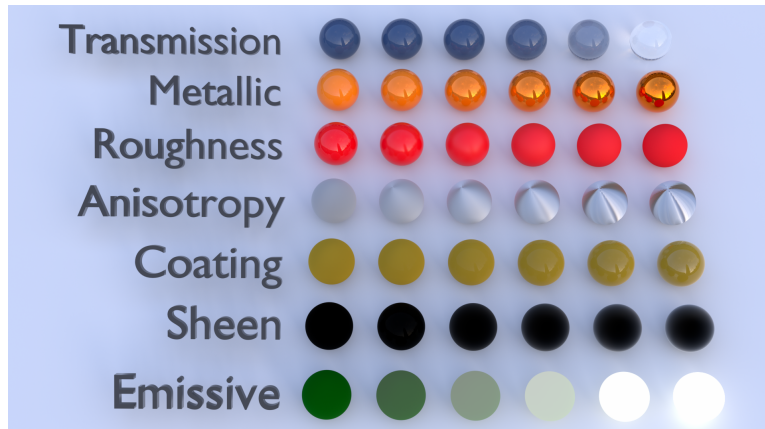 Transmission
Metallic
Roughness
Anisotropy
Coating
Sheen
Emissive